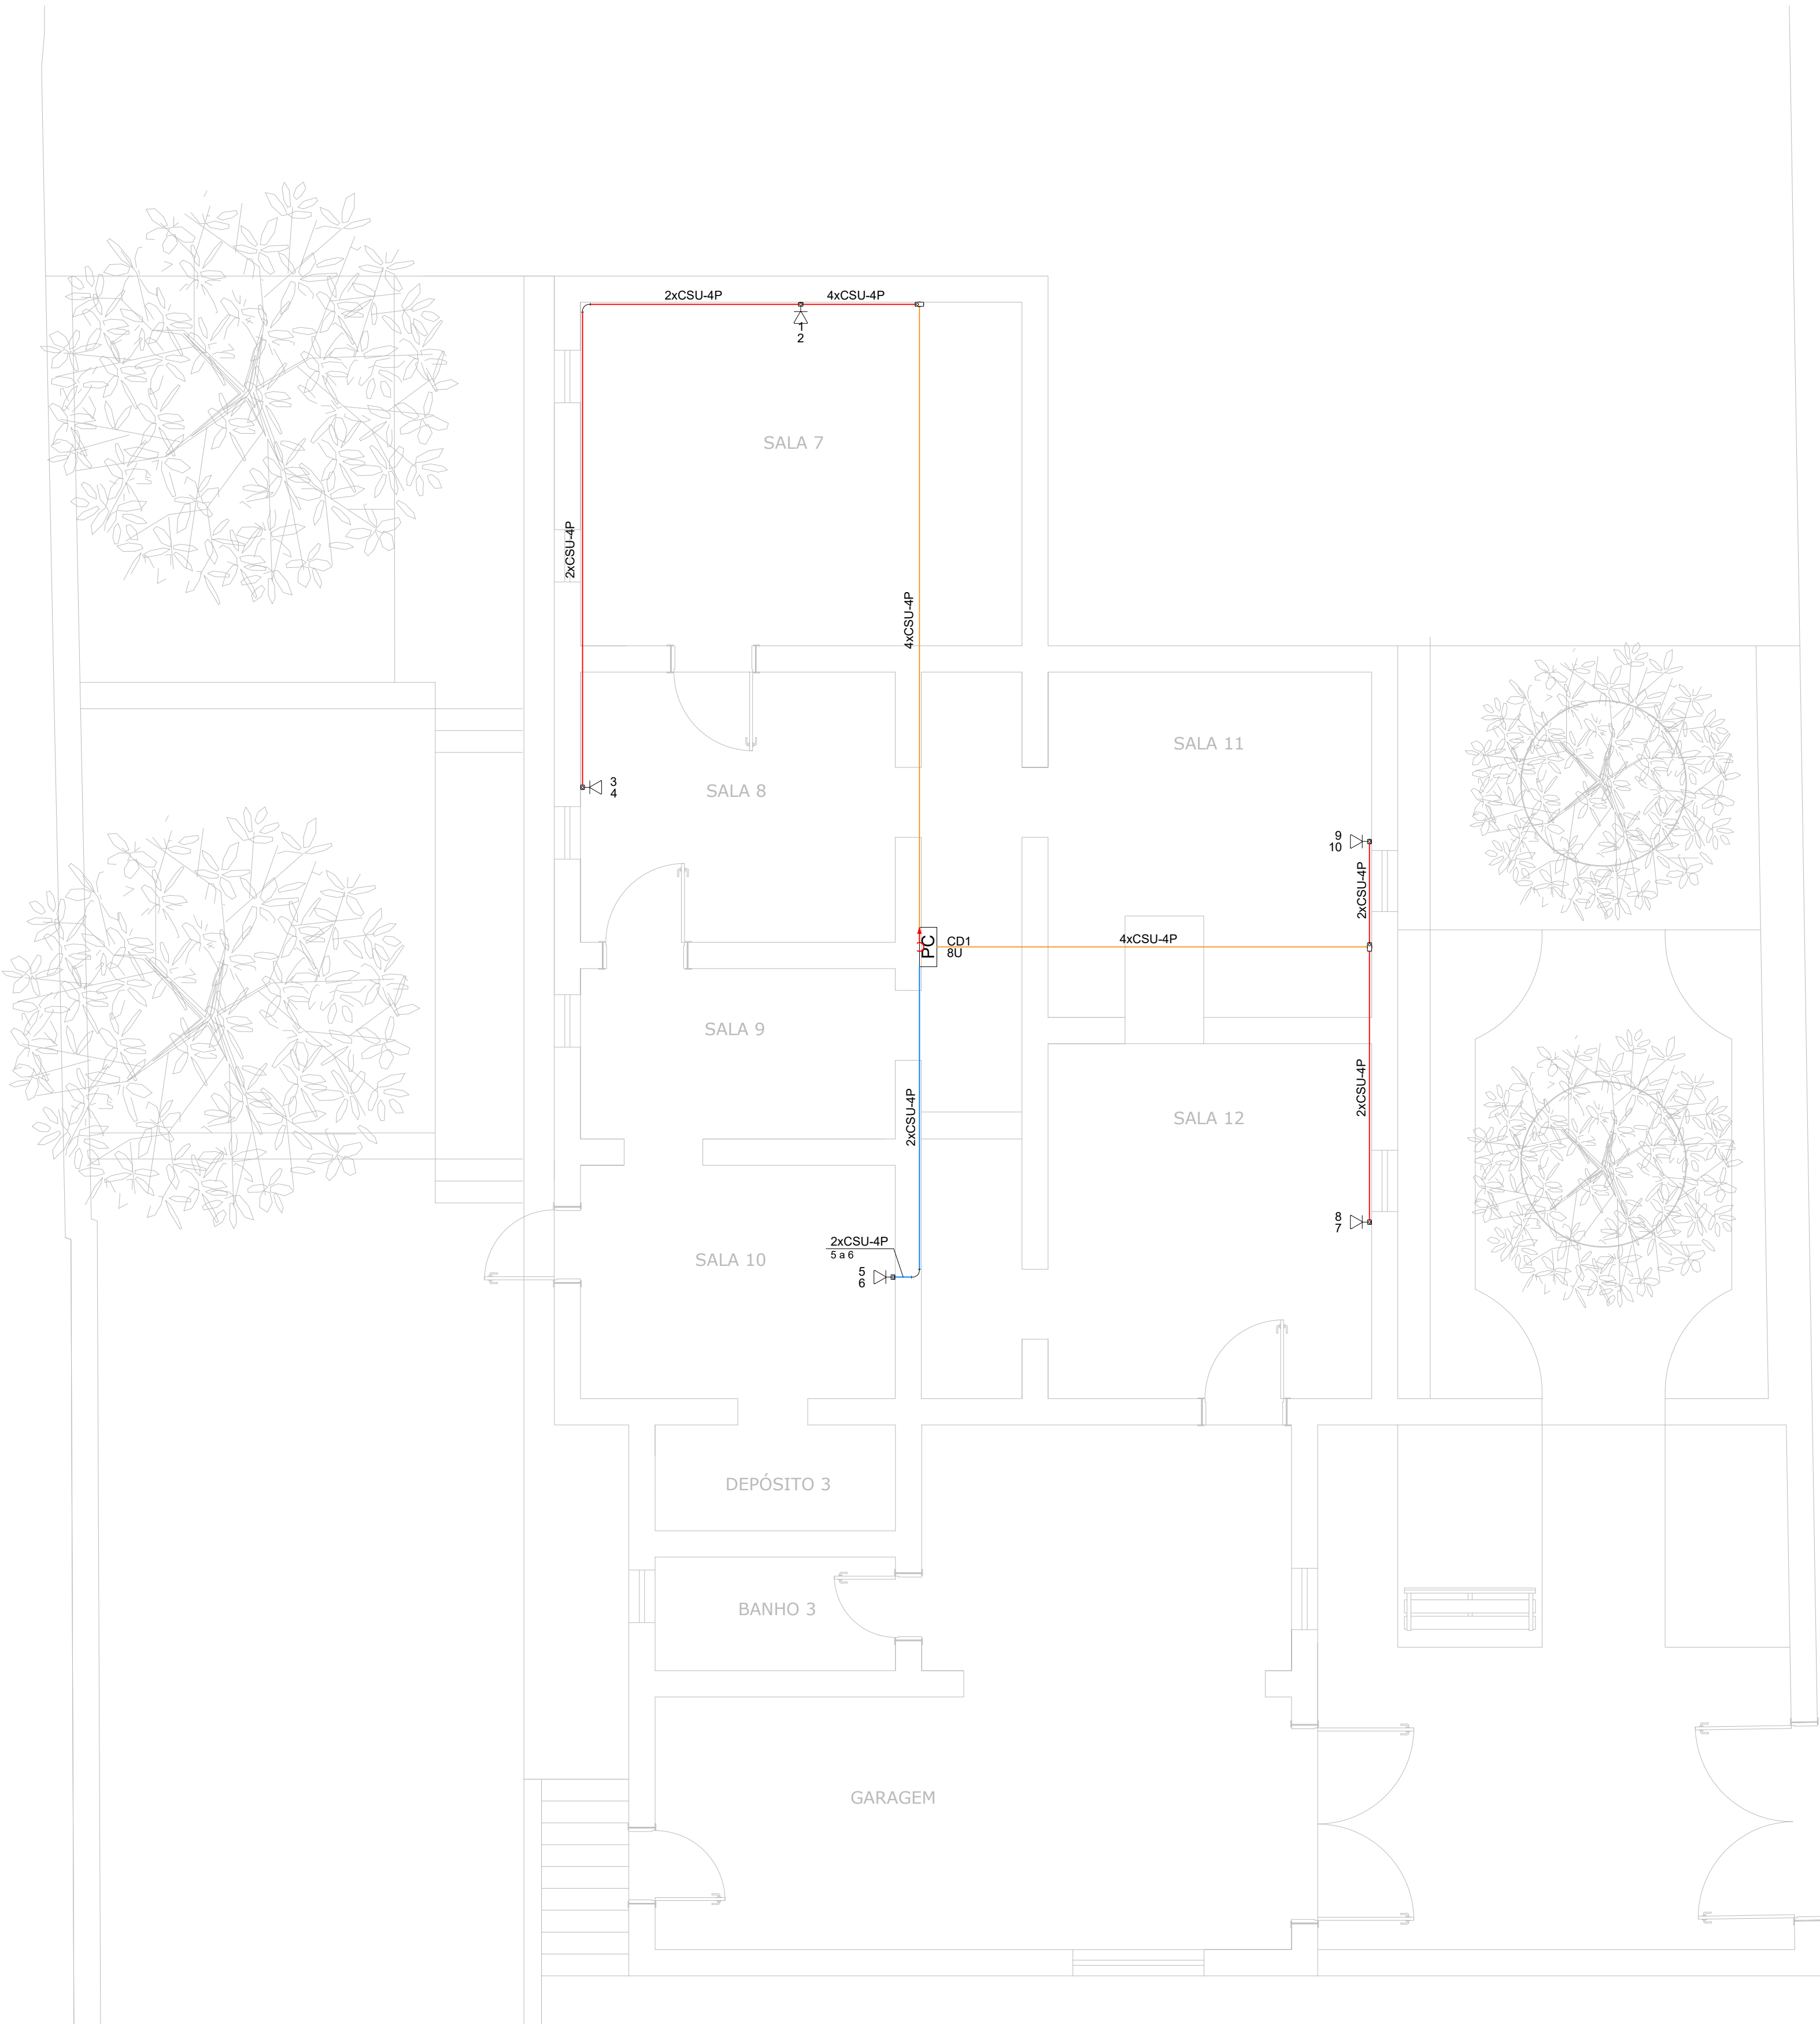 2xCSU-4P
4xCSU-4P
1
2
SALA 7
2xCSU-4P
4xCSU-4P
SALA 11
3
4
SALA 8
9
10
2xCSU-4P
PC
CD1
8U
4xCSU-4P
SALA 9
2xCSU-4P
2xCSU-4P
SALA 12
8
7
2xCSU-4P
5 a 6
SALA 10
5
6
DEPÓSITO 3
BANHO 3
GARAGEM